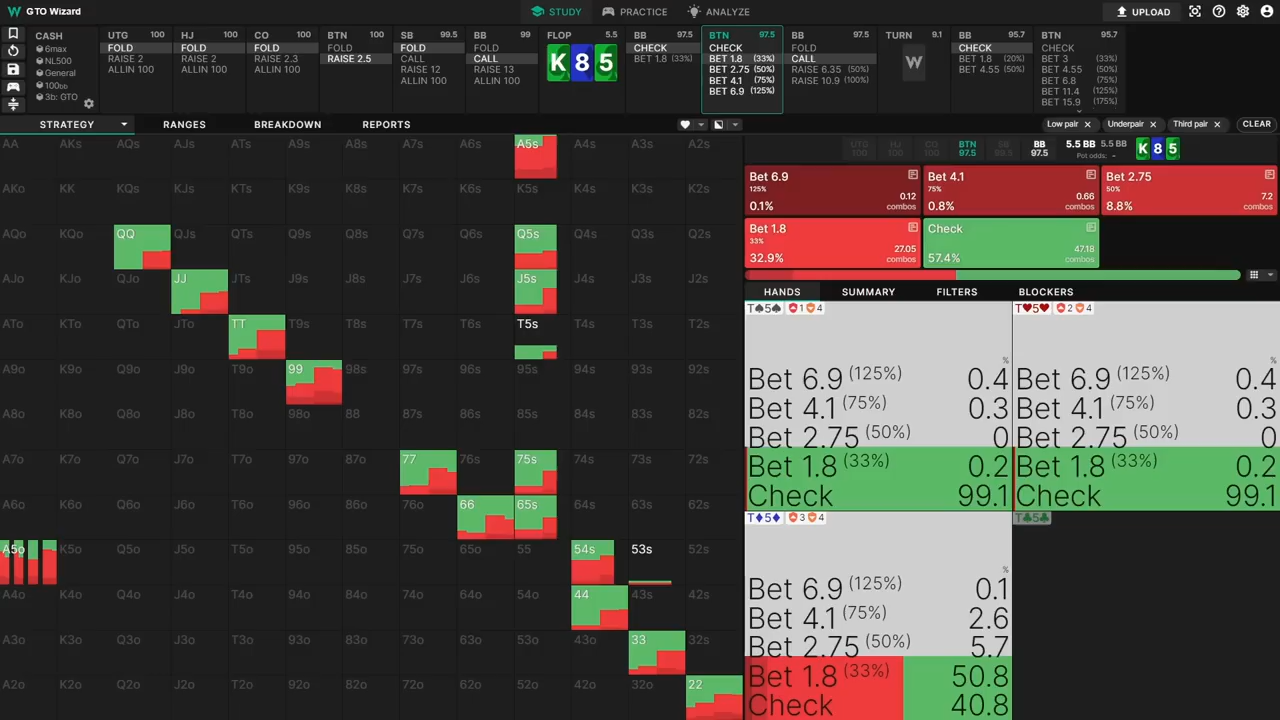 GTO Wizard
STUDY
PRACTICE
ANALYZE
UPLOAD
CASH
6max
NL500
General
100bb
3b: GTO
UTG 100
FOLD
RAISE 2
ALLIN 100
HJ 100
FOLD
RAISE 2
ALLIN 100
CO 100
FOLD
RAISE 2.3
ALLIN 100
BTN 100
FOLD
RAISE 2.5
SB 99.5
FOLD
CALL
RAISE 12
ALLIN 100
BB 99
FOLD
CALL
RAISE 13
ALLIN 100
FLOP 5.5
K 8 5
BB 97.5
CHECK
BET 1.8 (33%)
BTN 97.5
CHECK
BET 1.8 (33%)
BET 2.75 (50%)
BET 4.1 (75%)
BET 6.9 (125%)
BB 97.5
FOLD
CALL
RAISE 6.35 (50%)
RAISE 10.9 (100%)
TURN 9.1
BB 95.7
CHECK
BET 1.8 (20%)
BET 4.55 (50%)
BTN 95.7
CHECK
BET 3 (33%)
BET 4.55 (50%)
BET 6.8 (75%)
BET 11.4 (125%)
BET 15.9 (175%)
STRATEGY RANGES BREAKDOWN REPORTS
Low pair × Underpair × Third pair × CLEAR
AA AKs AQs AJs ATs A9s A8s A7s A6s A5s A4s A3s A2s
AKo KK KQs KJs KTs K9s K8s K7s K6s K5s K4s K3s K2s
AQo KQo QQ QJs QTs Q9s Q8s Q7s Q6s Q5s Q4s Q3s Q2s
AJo KJo QJo JJ JTs J9s J8s J7s J6s J5s J4s J3s J2s
ATo KTo QTo JTo TT T9s T8s T7s T6s T5s T4s T3s T2s
A9o K9o Q9o J9o T9o 99 98s 97s 96s 95s 94s 93s 92s
A8o K8o Q8o J8o T8o 98o 88 87s 86s 85s 84s 83s 82s
A7o K7o Q7o J7o T7o 97o 87o 77 76s 75s 74s 73s 72s
A6o K6o Q6o J6o T6o 96o 86o 76o 66 65s 64s 63s 62s
A5o K5o Q5o J5o T5o 95o 85o 75o 65o 55 54s 53s 52s
A4o K4o Q4o J4o T4o 94o 84o 74o 64o 54o 44 43s 42s
A3o K3o Q3o J3o T3o 93o 83o 73o 63o 53o 43o 33 32s
A2o K2o Q2o J2o T2o 92o 82o 72o 62o 52o 42o 32o 22
UTG 100
HJ 100
CO 100
BTN 97.5
SB 99.5
BB 97.5
5.5 BB 5.5 BB
Pot odds: -
K 8 5
Bet 6.9
125%
0.12
0.1%
combos
Bet 4.1
75%
0.66
0.8%
combos
Bet 2.75
50%
7.2
8.8%
combos
Bet 1.8
33%
27.05
32.9%
combos
Check
47.18
57.4%
combos
HANDS SUMMARY FILTERS BLOCKERS
T♠5♠ 1 4
%
Bet 6.9 (125%) 0.4
Bet 4.1 (75%) 0.3
Bet 2.75 (50%) 0
Bet 1.8 (33%) 0.2
Check 99.1
T♥5♥ 2 4
%
Bet 6.9 (125%) 0.4
Bet 4.1 (75%) 0.3
Bet 2.75 (50%) 0
Bet 1.8 (33%) 0.2
Check 99.1
T♦5♦ 3 4
%
Bet 6.9 (125%) 0.1
Bet 4.1 (75%) 2.6
Bet 2.75 (50%) 5.7
Bet 1.8 (33%) 50.8
Check 40.8
T♣5♣